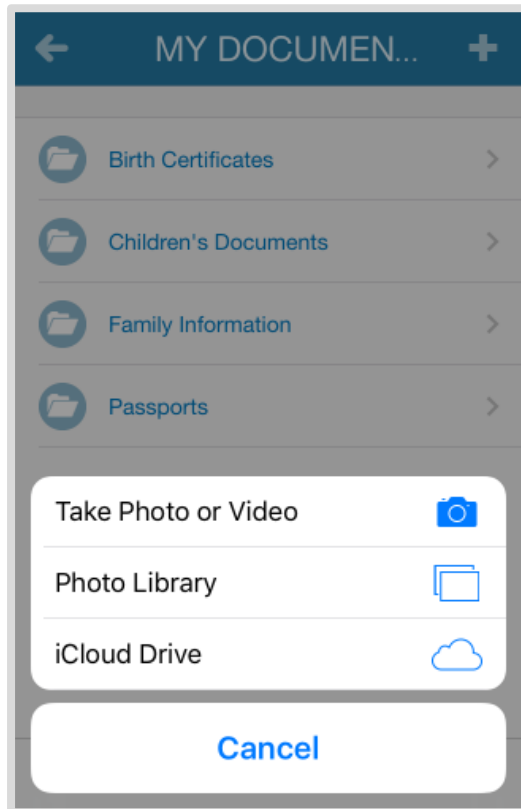 MY DOCUMEN...
Birth Certificates
Children's Documents
Family Information
Passports
Take Photo or Video
Photo Library
iCloud Drive
Cancel